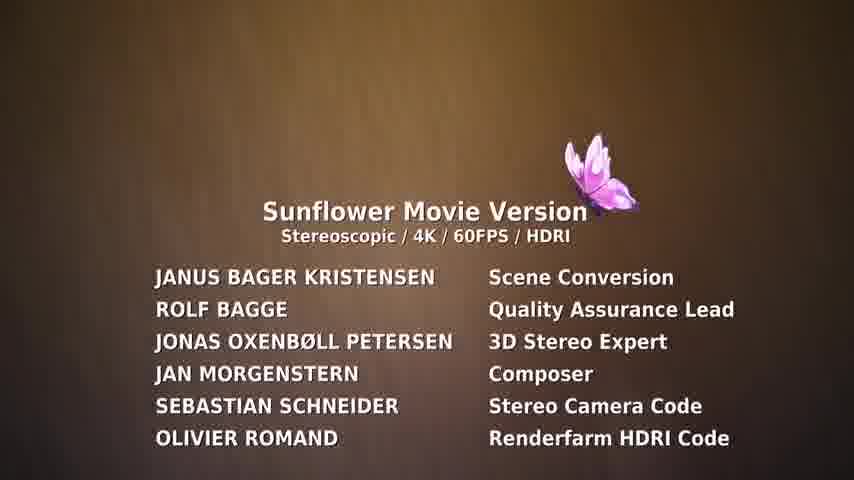 Sunflower Movie Version
Stereoscopic / 4K / 60FPS / HDRI
JANUS BAGER KRISTENSEN Scene Conversion
ROLF BAGGE Quality Assurance Lead
JONAS OXENBØLL PETERSEN 3D Stereo Expert
JAN MORGENSTERN Composer
SEBASTIAN SCHNEIDER Stereo Camera Code
OLIVIER ROMAND Renderfarm HDRI Code